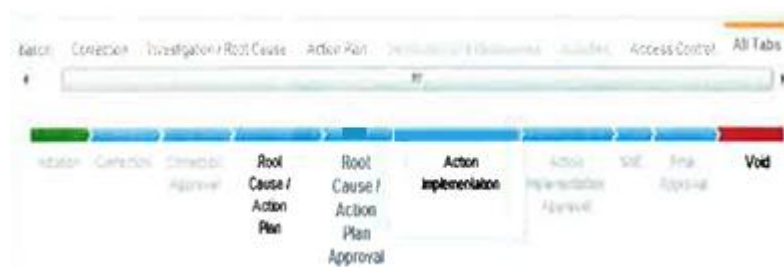 Correction Investigation / Root Cause Action Plan Access Control All Tabs
Initiation Correction Correction Approval Root Cause / Action Plan Root Cause / Action Plan Approval Action Implementation Action Implementation Approval VoE Final Approval Void